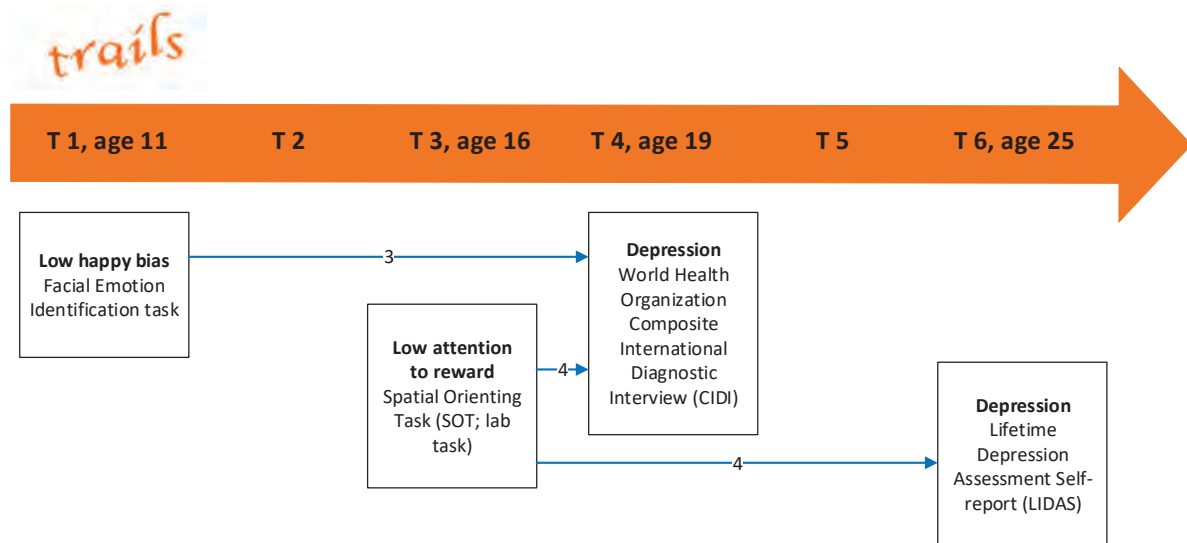 trails
T 1, age 11
T 2
T 3, age 16
T 4, age 19
T 5
T 6, age 25
Low happy bias
Facial Emotion
Identification task
3
Depression
World Health
Organization
Composite
International
Diagnostic
Interview (CIDI)
Low attention
to reward
Spatial Orienting
Task (SOT; lab
task)
4
4
Depression
Lifetime
Depression
Assessment Self-
report (LIDAS)